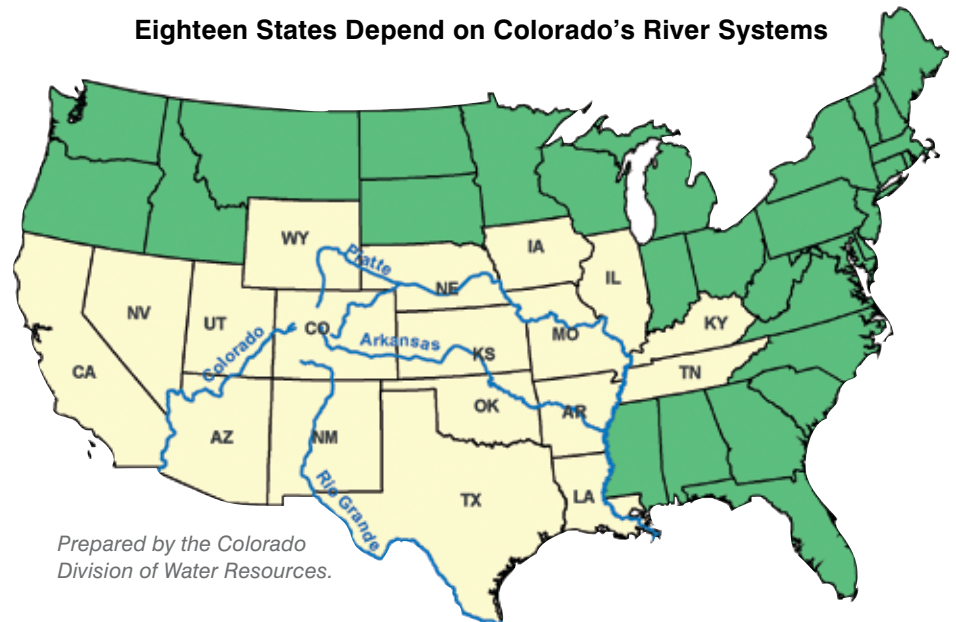 Eighteen States Depend on Colorado's River Systems
WY
Platte
IA
NE
IL
NV
UT
CO
MO
KY
Colorado
Arkansas
KS
CA
TN
OK
AR
AZ
NM
TX
LA
Rio Grande
Prepared by the Colorado
Division of Water Resources.